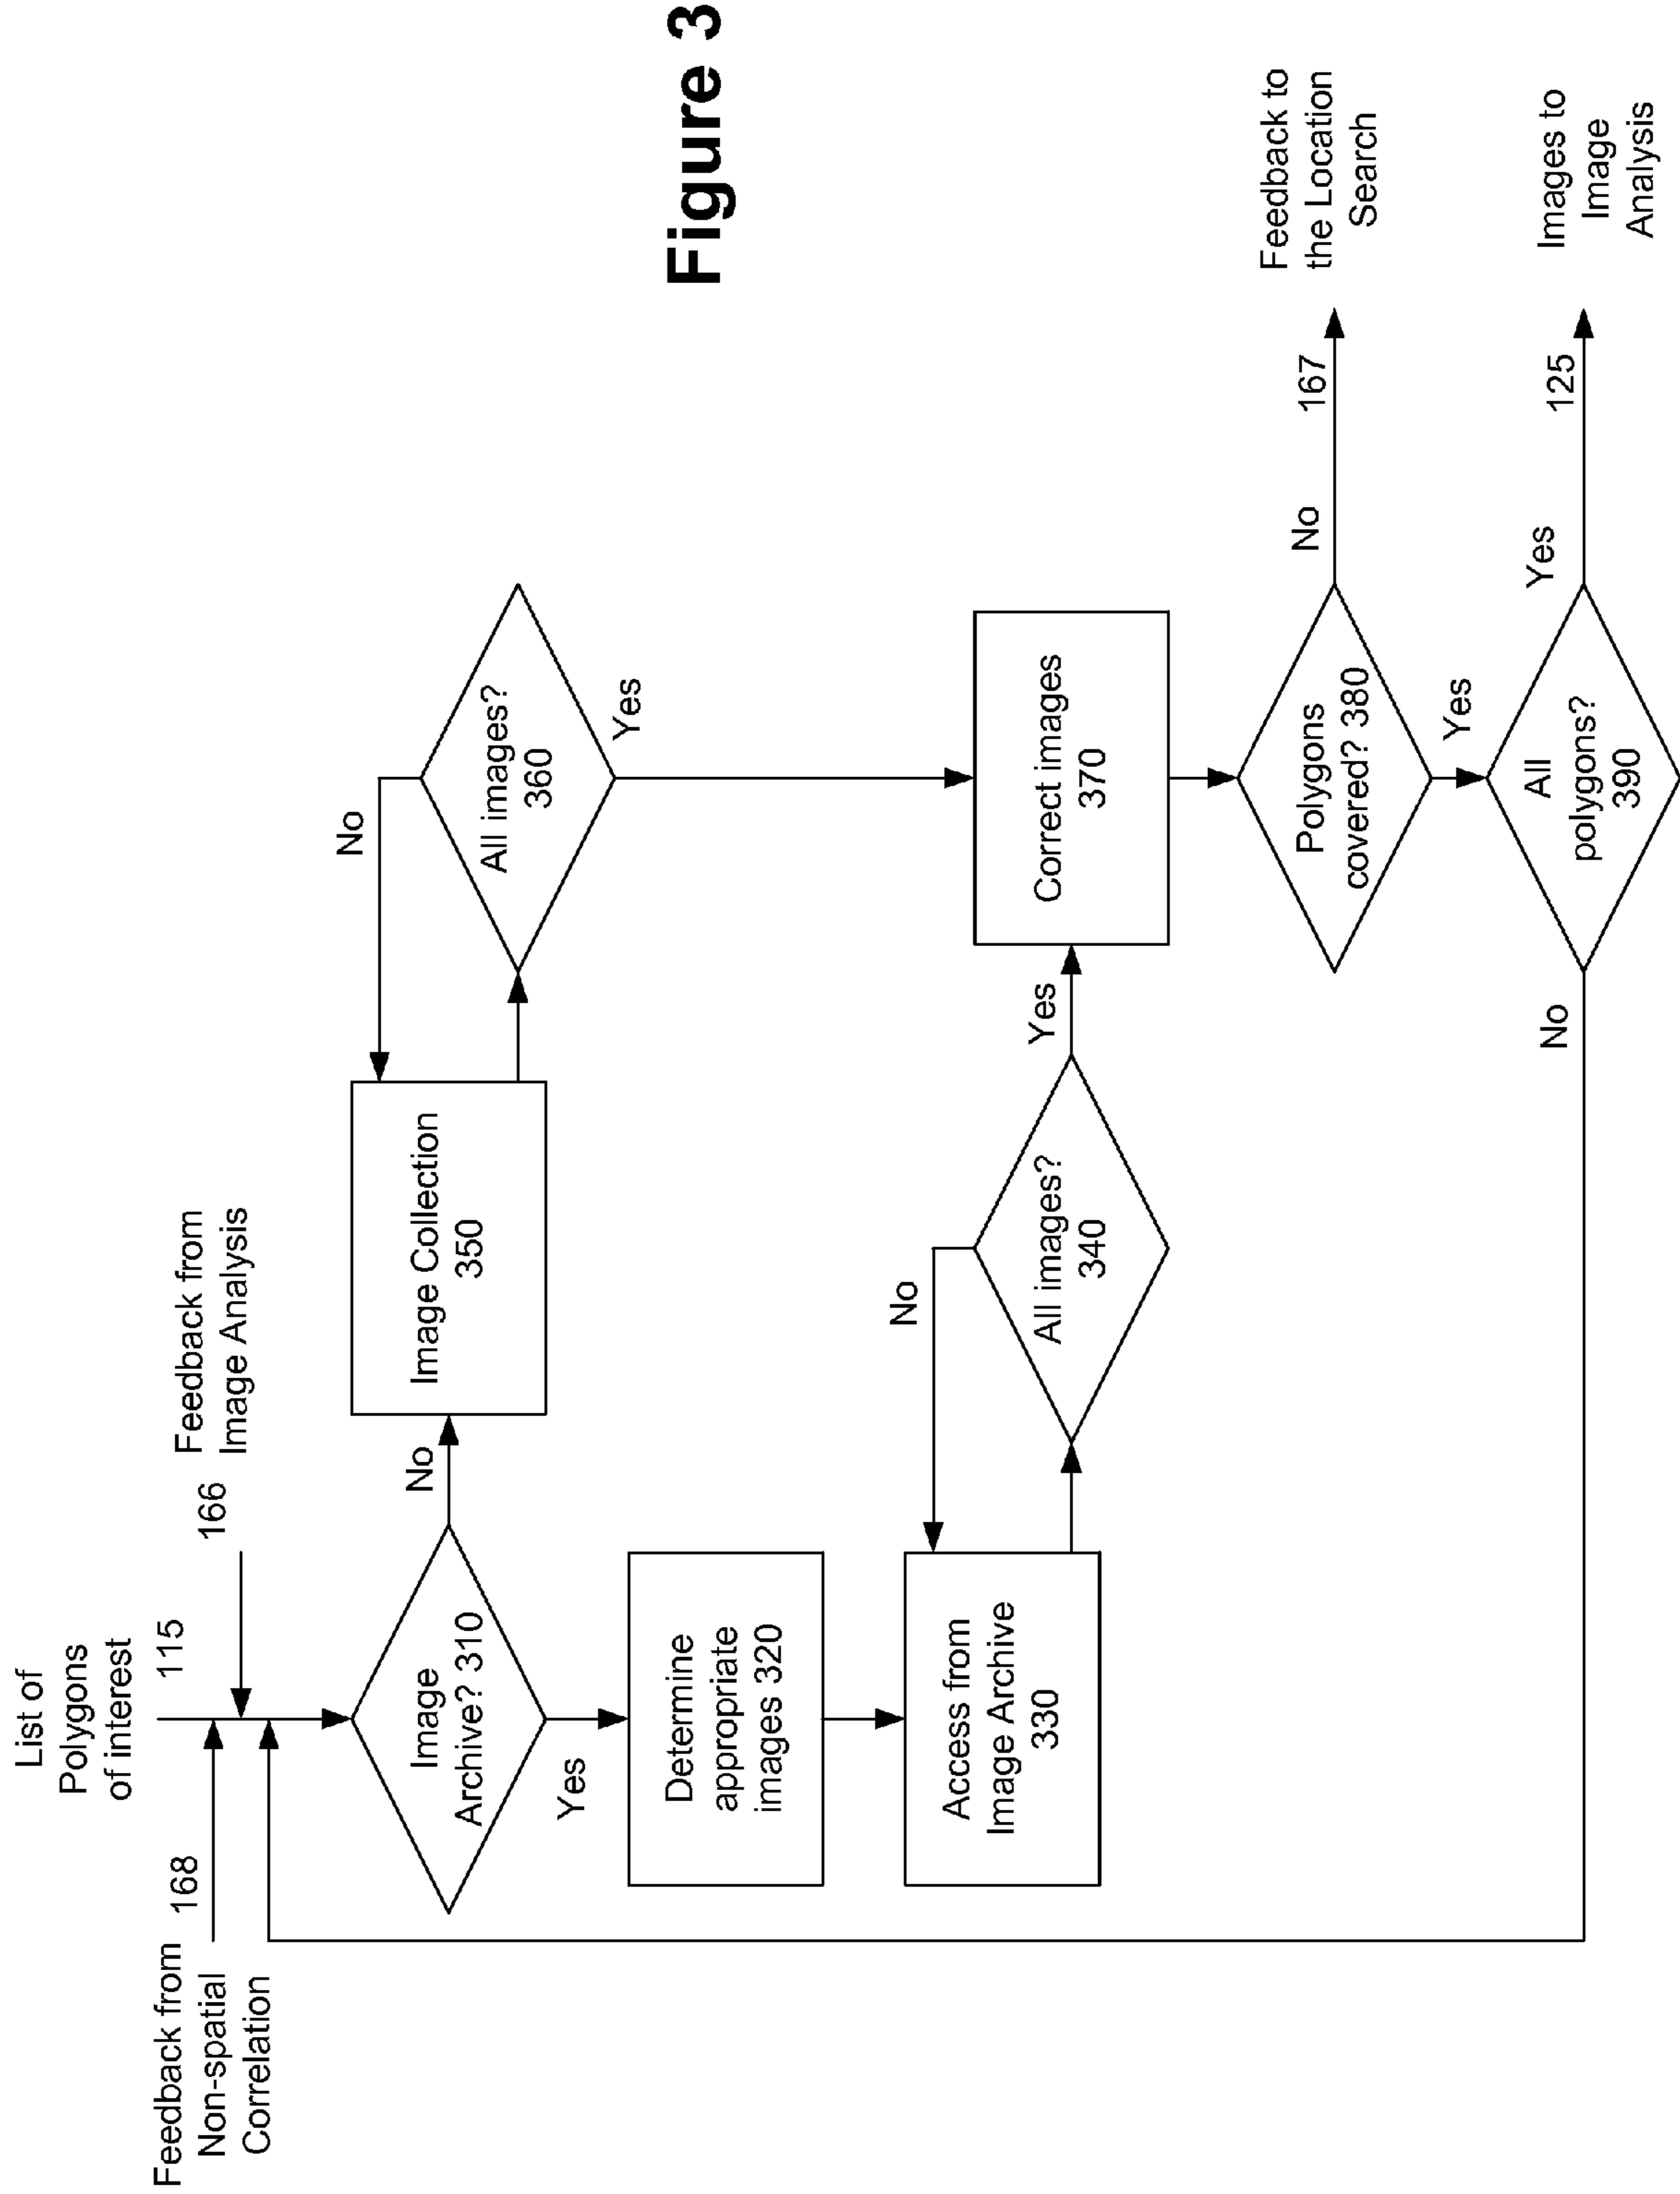 List of
Polygons
of interest
115
Feedback from
Non-spatial
Correlation
168
166
Feedback from
Image Analysis
Image
Archive? 310
No
Yes
Image Collection
350
No
All images?
360
Yes
Determine
appropriate
images 320
Access from
Image Archive
330
No
All images?
340
Yes
Correct images
370
Polygons
covered? 380
No
167
Feedback to
the Location
Search
Yes
All
polygons?
390
No
Yes
125
Images to
Image
Analysis
Figure 3